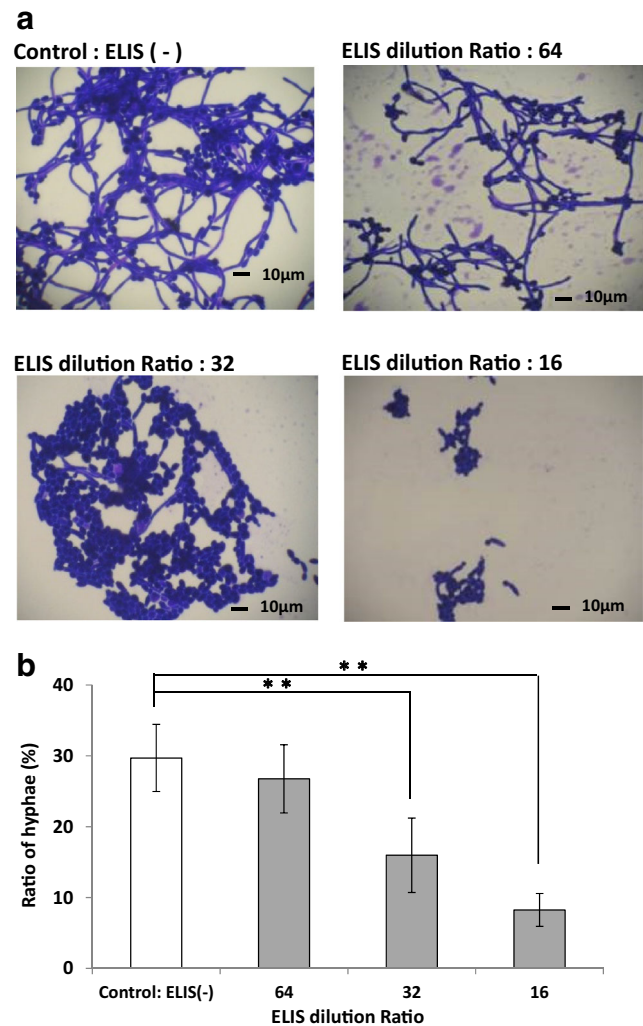 a
Control : ELIS ( - )
ELIS dilution Ratio : 64
10μm
10μm
ELIS dilution Ratio : 32
ELIS dilution Ratio : 16
10μm
10μm
b
* *
* *
40
30
20
10
0
Ratio of hyphae (%)
Control: ELIS(-)
64
32
16
ELIS dilution Ratio